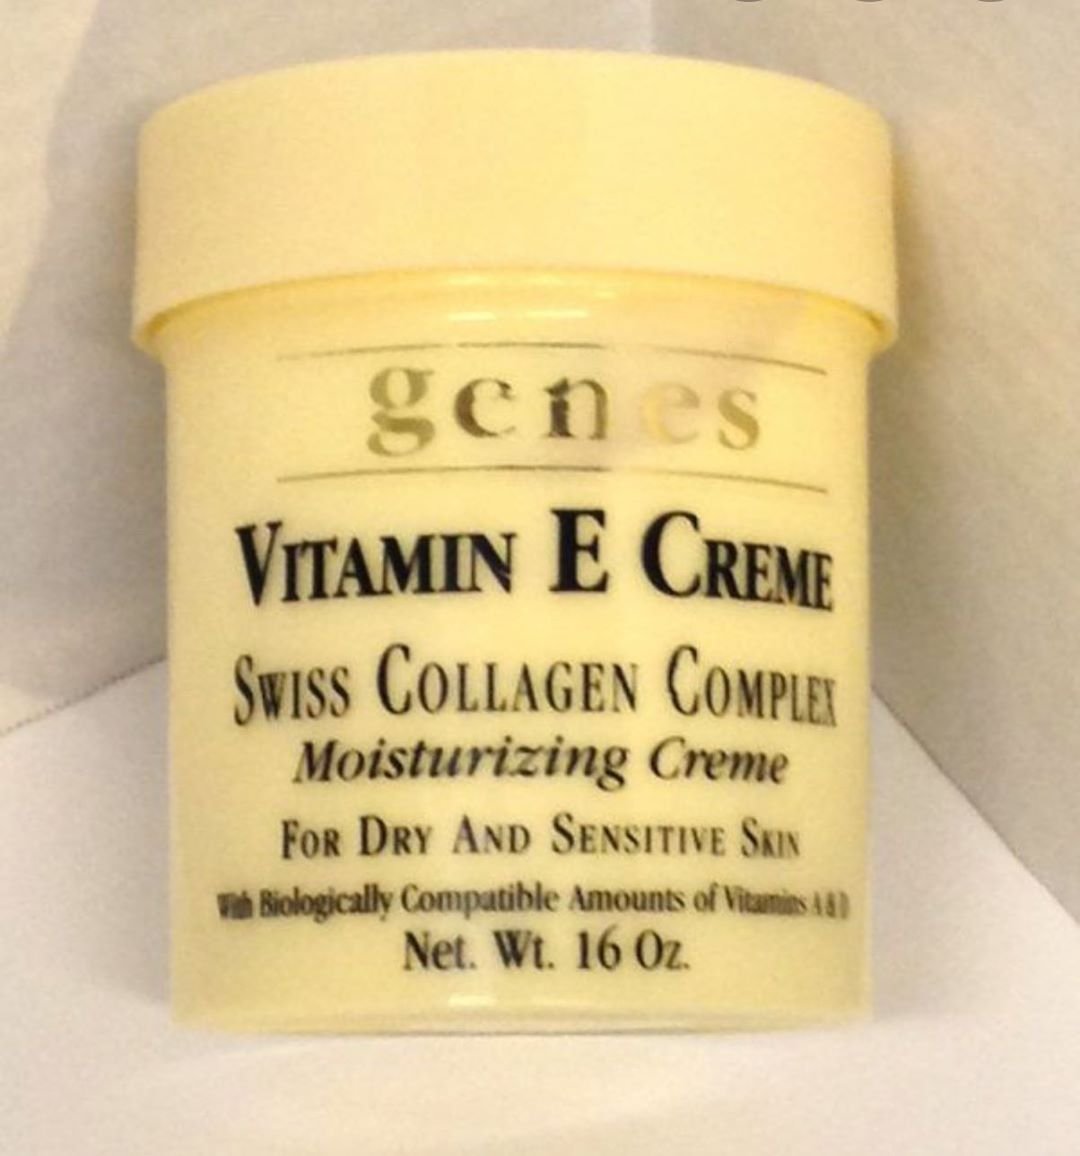 genes
VITAMIN E CREME
SWISS COLLAGEN COMPLEX
Moisturizing Creme
FOR DRY AND SENSITIVE SKIN
With Biologically Compatible Amounts of Vitamins A & D
Net. Wt. 16 Oz.